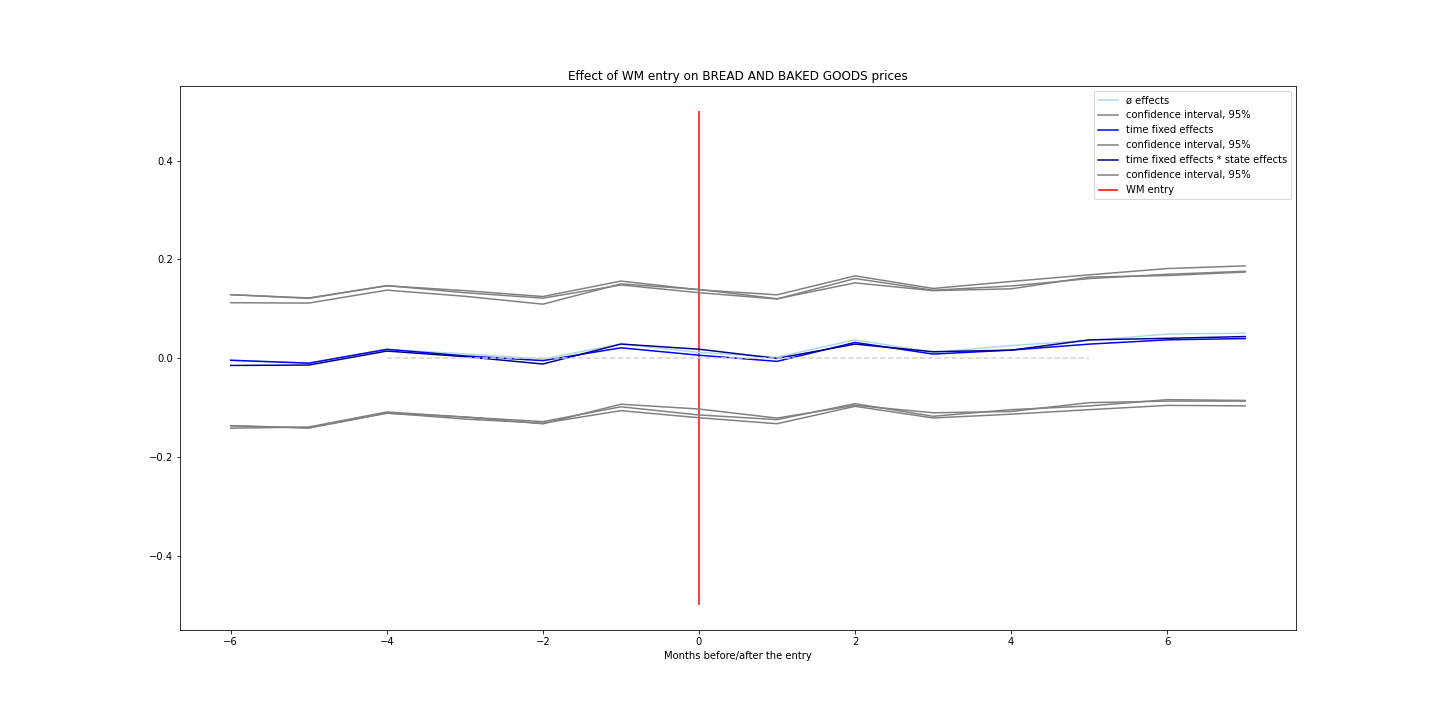 Effect of WM entry on BREAD AND BAKED GOODS prices
ø effects
confidence interval, 95%
time fixed effects
confidence interval, 95%
time fixed effects * state effects
confidence interval, 95%
WM entry
0.4
0.2
0.0
−0.2
−0.4
−6 −4 −2 0 2 4 6
Months before/after the entry